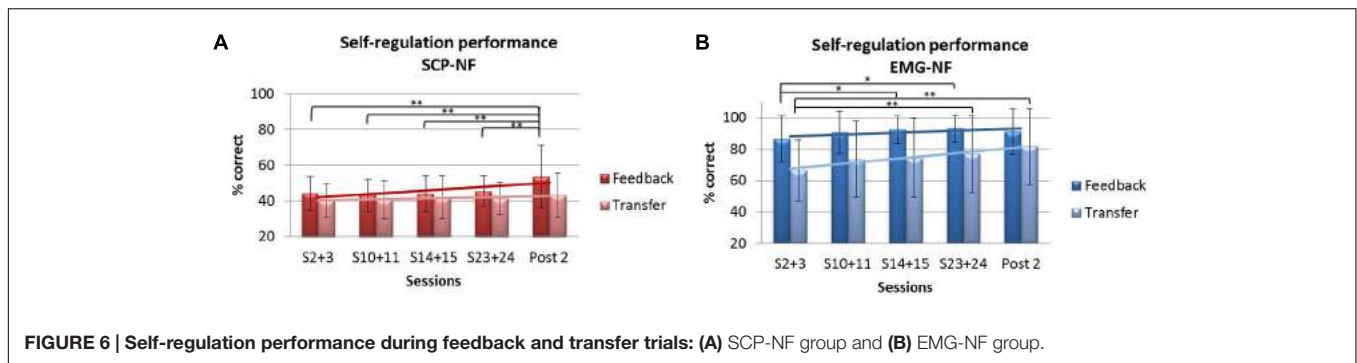 A
Self-regulation performance
SCP-NF
**
**
**
**
100
80
60
40
20
% correct
S2+3 S10+11 S14+15 S23+24 Post 2
Sessions
Feedback
Transfer
B
Self-regulation performance
EMG-NF
*
*
**
**
100
80
60
40
20
% correct
S2+3 S10+11 S14+15 S23+24 Post 2
Sessions
Feedback
Transfer
FIGURE 6 | Self-regulation performance during feedback and transfer trials: (A) SCP-NF group and (B) EMG-NF group.